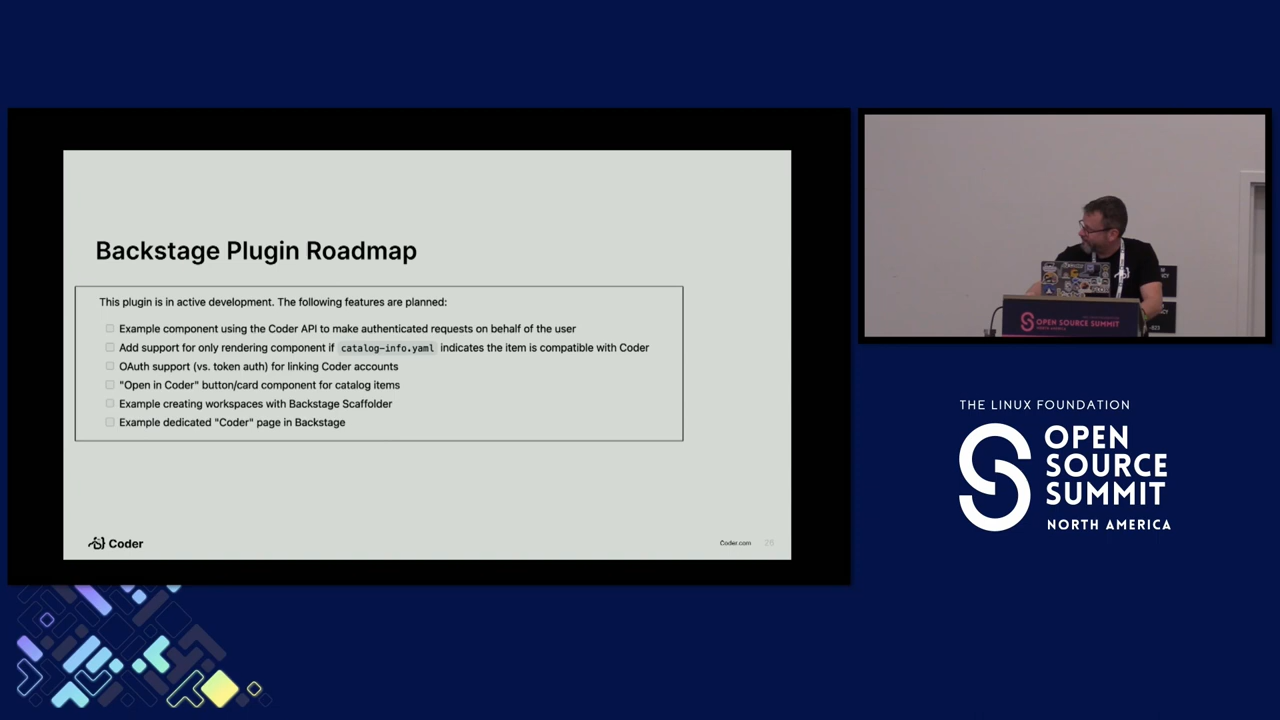 Backstage Plugin Roadmap
This plugin is in active development. The following features are planned:
Example component using the Coder API to make authenticated requests on behalf of the user
Add support for only rendering component if catalog-info.yaml indicates the item is compatible with Coder
OAuth support (vs. token auth) for linking Coder accounts
"Open in Coder" button/card component for catalog items
Example creating workspaces with Backstage Scaffolder
Example dedicated "Coder" page in Backstage
Coder
Coder.com 26
OPEN SOURCE SUMMIT
THE LINUX FOUNDATION
OPEN
SOURCE
SUMMIT
NORTH AMERICA